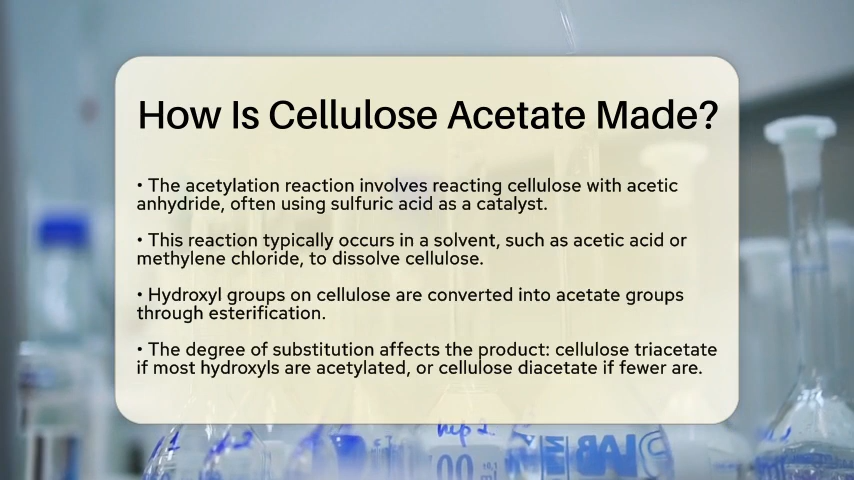 How Is Cellulose Acetate Made?
• The acetylation reaction involves reacting cellulose with acetic
anhydride, often using sulfuric acid as a catalyst.
• This reaction typically occurs in a solvent, such as acetic acid or
methylene chloride, to dissolve cellulose.
• Hydroxyl groups on cellulose are converted into acetate groups
through esterification.
• The degree of substitution affects the product: cellulose triacetate
if most hydroxyls are acetylated, or cellulose diacetate if fewer are.